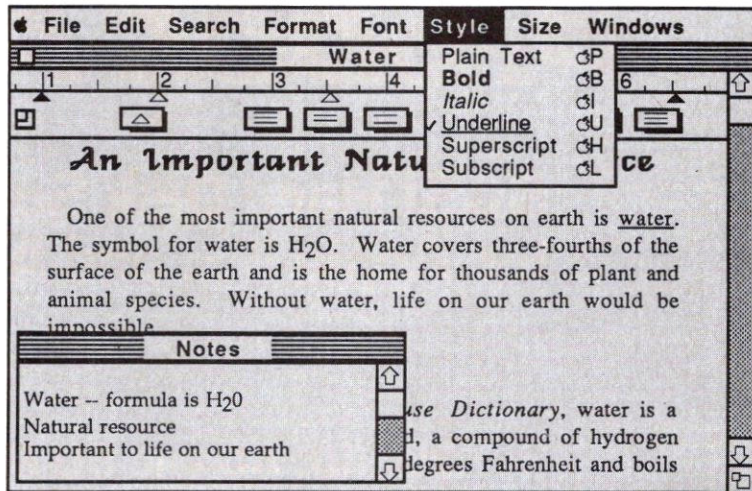 File Edit Search Format Font Style Size Windows
Water
1 2 3 4 6
Plain Text P
Bold B
Italic I
Underline U
Superscript H
Subscript L
An Important Natu ce
One of the most important natural resources on earth is water.
The symbol for water is H2O. Water covers three-fourths of the
surface of the earth and is the home for thousands of plant and
animal species. Without water, life on our earth would be
impossible
Notes
Water -- formula is H20
Natural resource
Important to life on our earth
use Dictionary, water is a
d, a compound of hydrogen
degrees Fahrenheit and boils